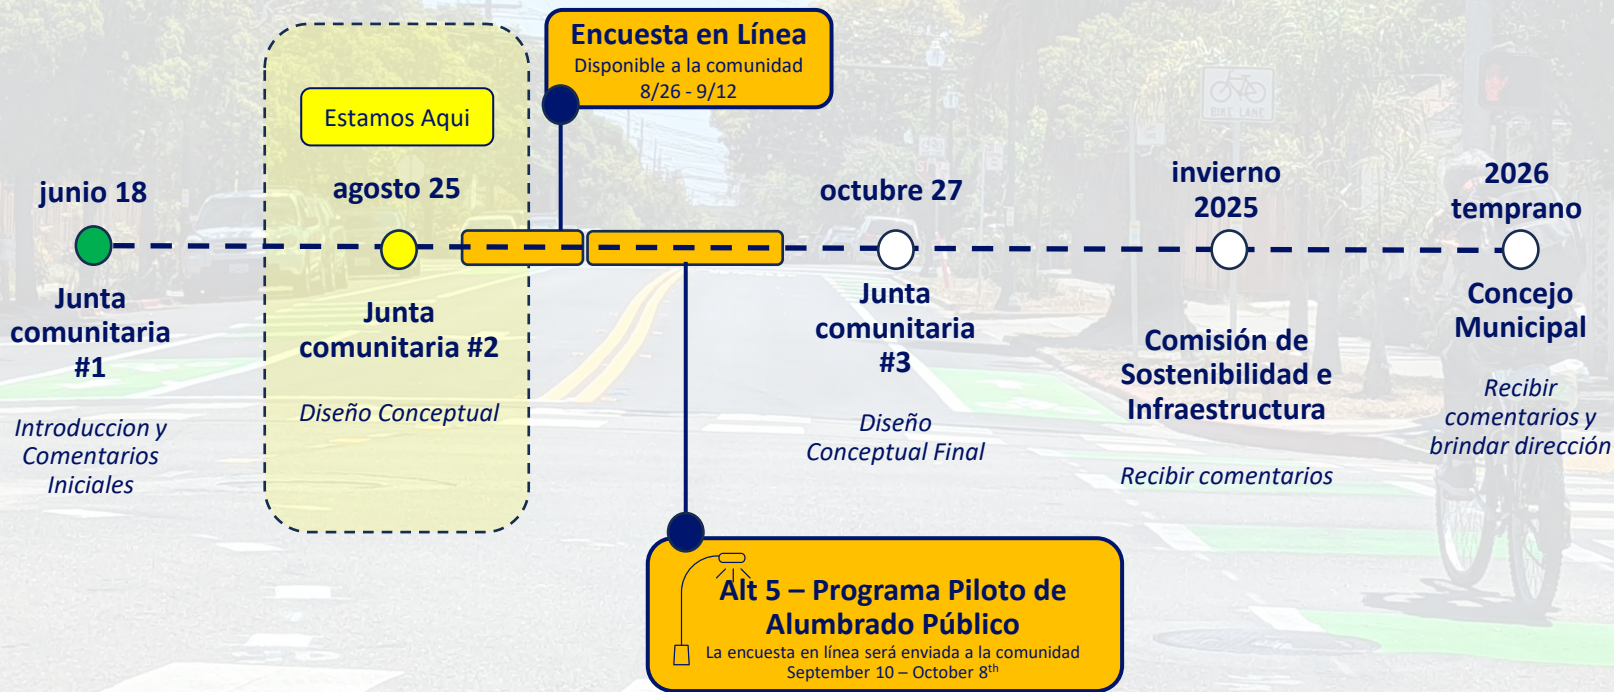 Encuesta en Línea
Disponible a la comunidad
8/26 - 9/12
Estamos Aqui
junio 18
agosto 25
octubre 27
invierno
2025
2026
temprano
Junta
comunitaria
#1
Introduccion y
Comentarios
Iniciales
Junta
comunitaria #2
Diseño Conceptual
Junta
comunitaria
#3
Diseño
Conceptual Final
Comisión de
Sostenibilidad e
Infraestructura
Recibir comentarios
Concejo
Municipal
Recibir
comentarios y
brindar dirección
Alt 5 – Programa Piloto de
Alumbrado Público
La encuesta en línea será enviada a la comunidad
September 10 – October 8th
BIKE LANE